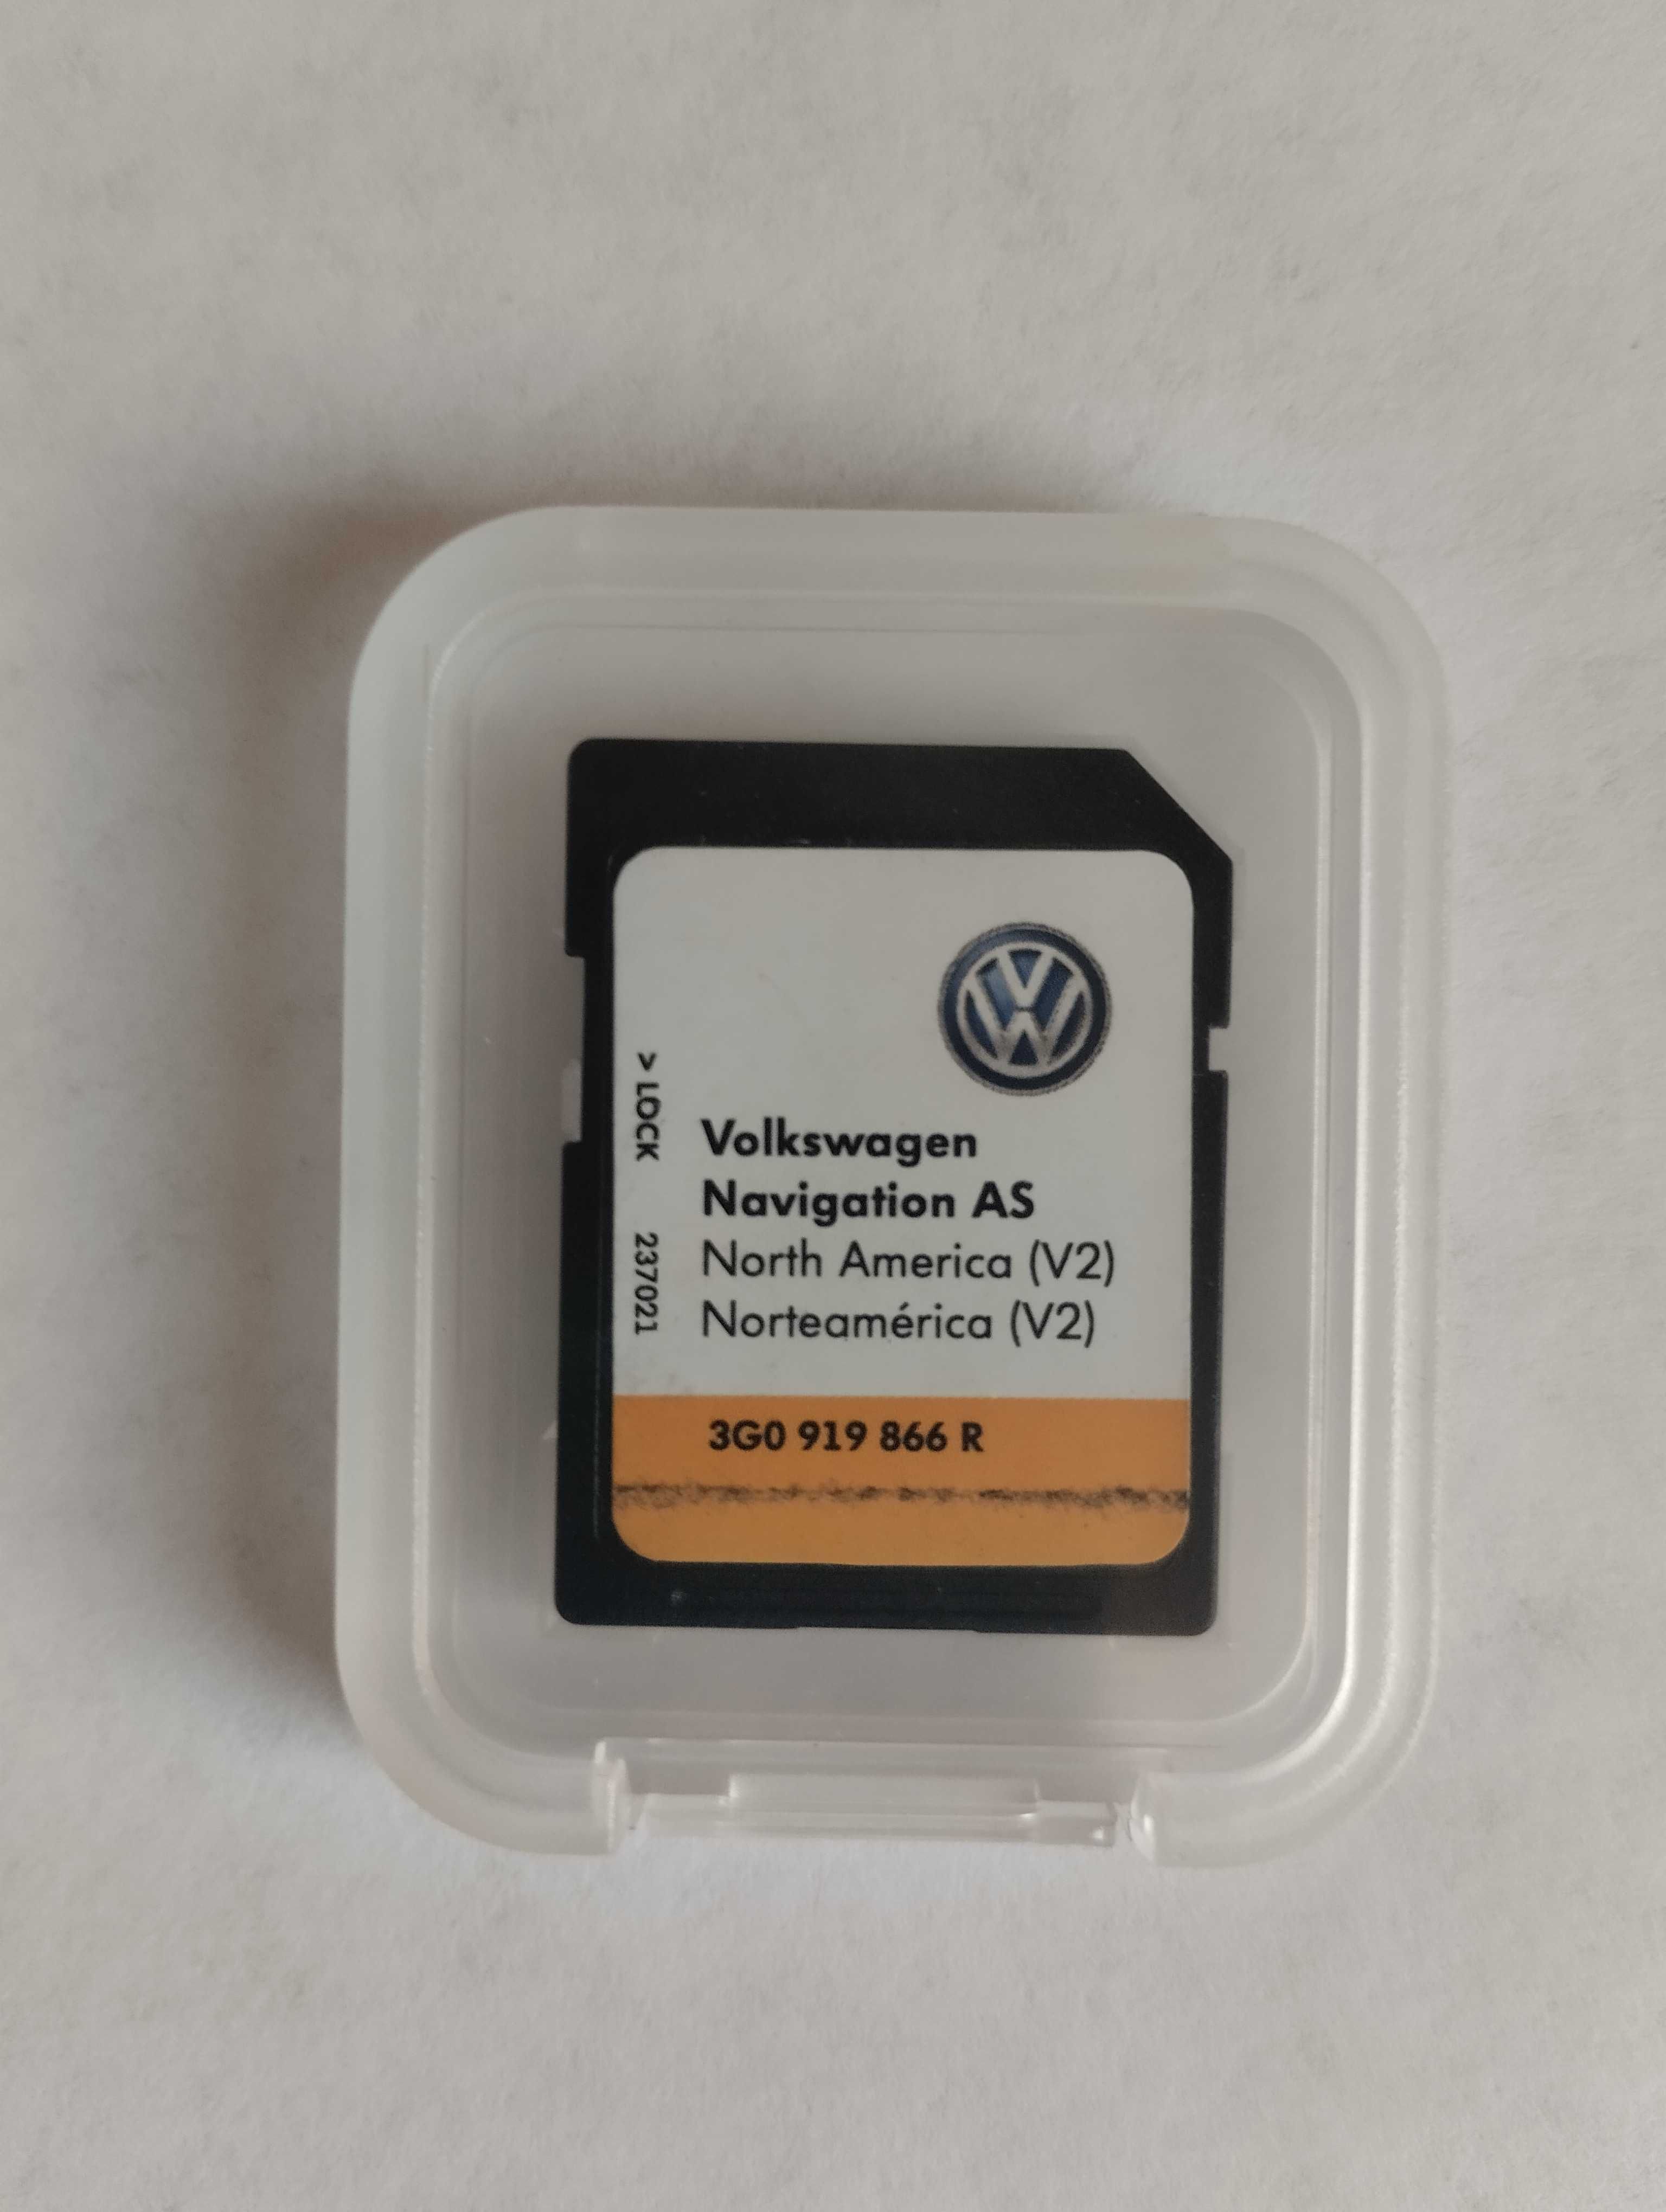 > LOCK 237021
Volkswagen
Navigation AS
North America (V2)
Norteamérica (V2)
3G0 919 866 R